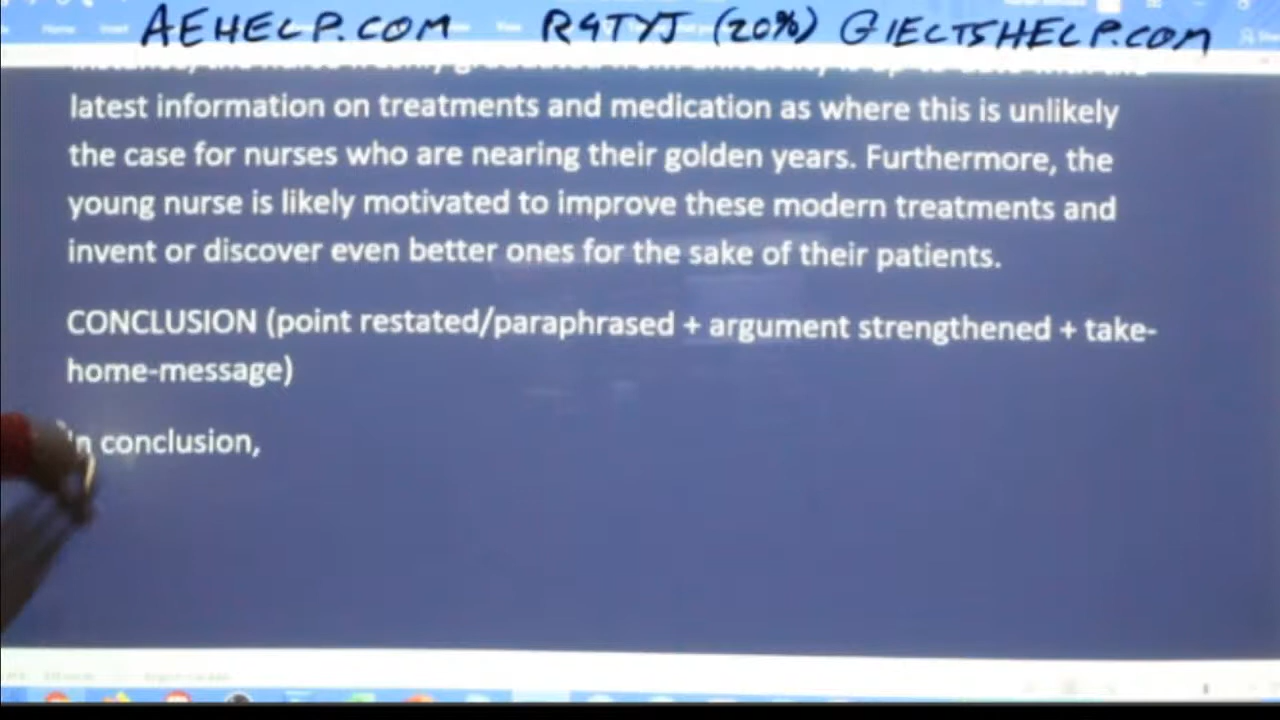 AEHELP.COM R4TYJ (20%) GIELTSHELP.COM
latest information on treatments and medication as where this is unlikely
the case for nurses who are nearing their golden years. Furthermore, the
young nurse is likely motivated to improve these modern treatments and
invent or discover even better ones for the sake of their patients.
CONCLUSION (point restated/paraphrased + argument strengthened + take-
home-message)
In conclusion,